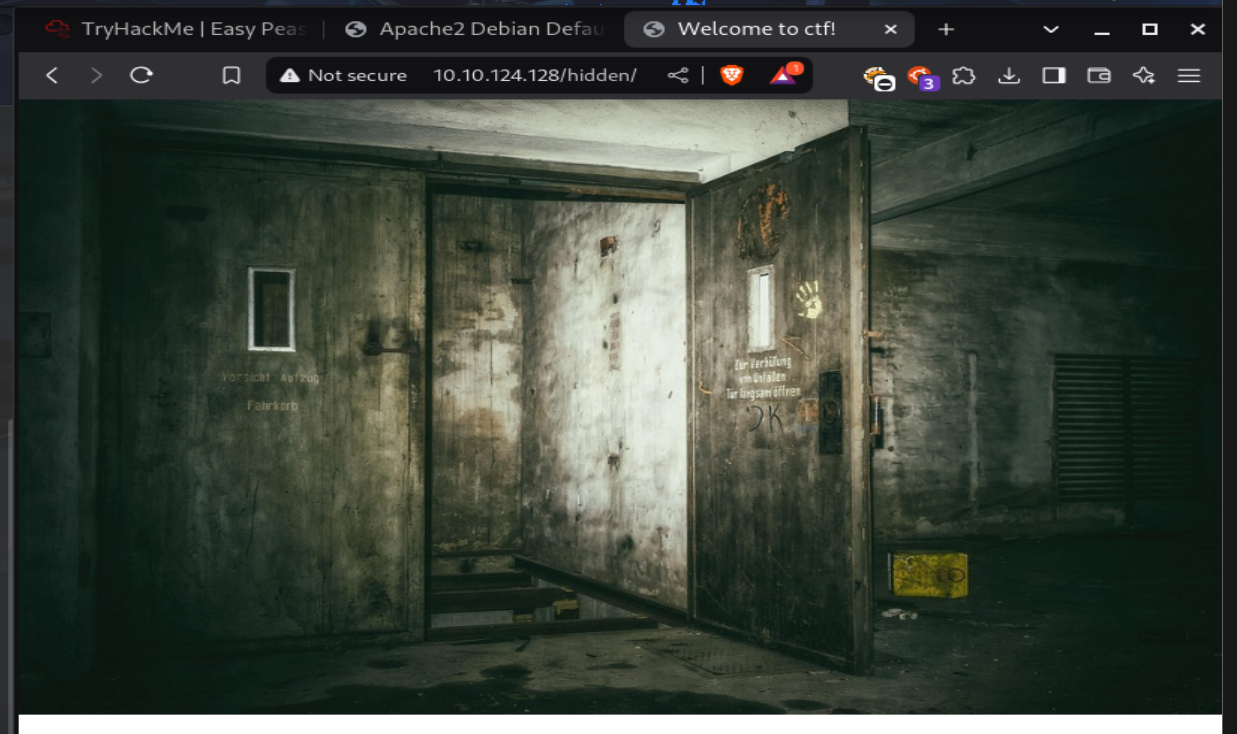 TryHackMe | Easy Peas
Apache2 Debian Defau
Welcome to ctf!
Not secure
10.10.124.128/hidden/
3
Vorsicht Aufzug
Fahrkorb
Zur Verhütung
von Unfällen
Tür langsam öffnen